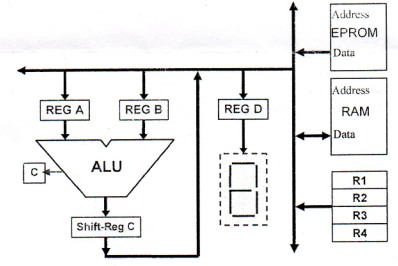 Address
EPROM
Data
REG A
REG B
REG D
Address
RAM
Data
ALU
C
R1
R2
R3
R4
Shift-Reg C